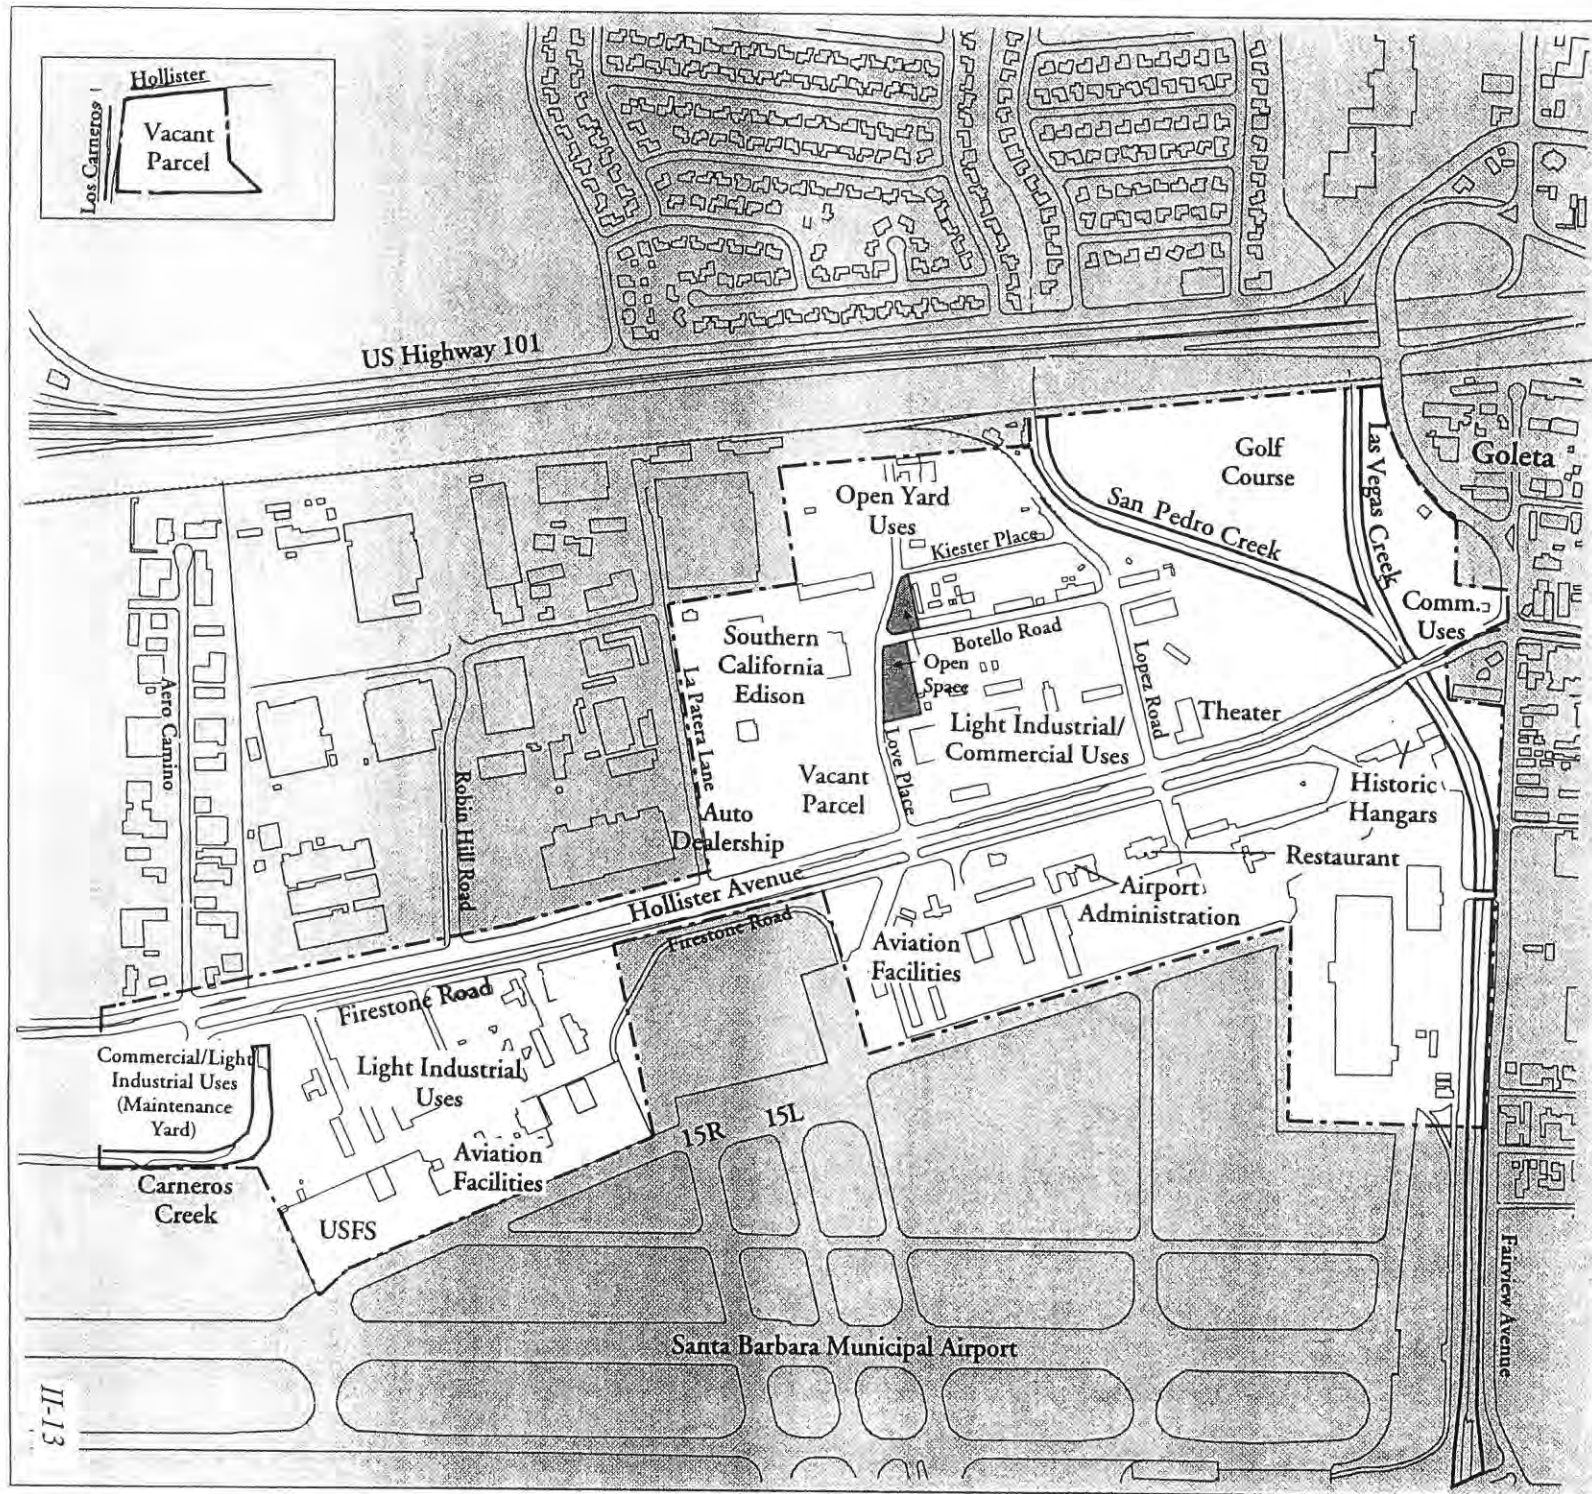 Hollister
Los Carneros
Vacant
Parcel
US Highway 101
Golf
Course
Las Vegas Creek
Goleta
Open Yard
Uses
San Pedro Creek
Kiester Place
Comm.
Uses
Southern
California
Edison
Botello Road
Open
Space
Lopez Road
La Patera Lane
Aero Camino
Theater
Light Industrial/
Commercial Uses
Love Place
Vacant
Parcel
Robin Hill Road
Historic
Hangars
Auto
Dealership
Restaurant
Hollister Avenue
Airport
Administration
Firestone Road
Aviation
Facilities
Firestone Road
Commercial/Light
Industrial Uses
(Maintenance
Yard)
Light Industrial
Uses
15R
15L
Aviation
Facilities
Carneros
Creek
USFS
Fairview Avenue
Santa Barbara Municipal Airport
II-13